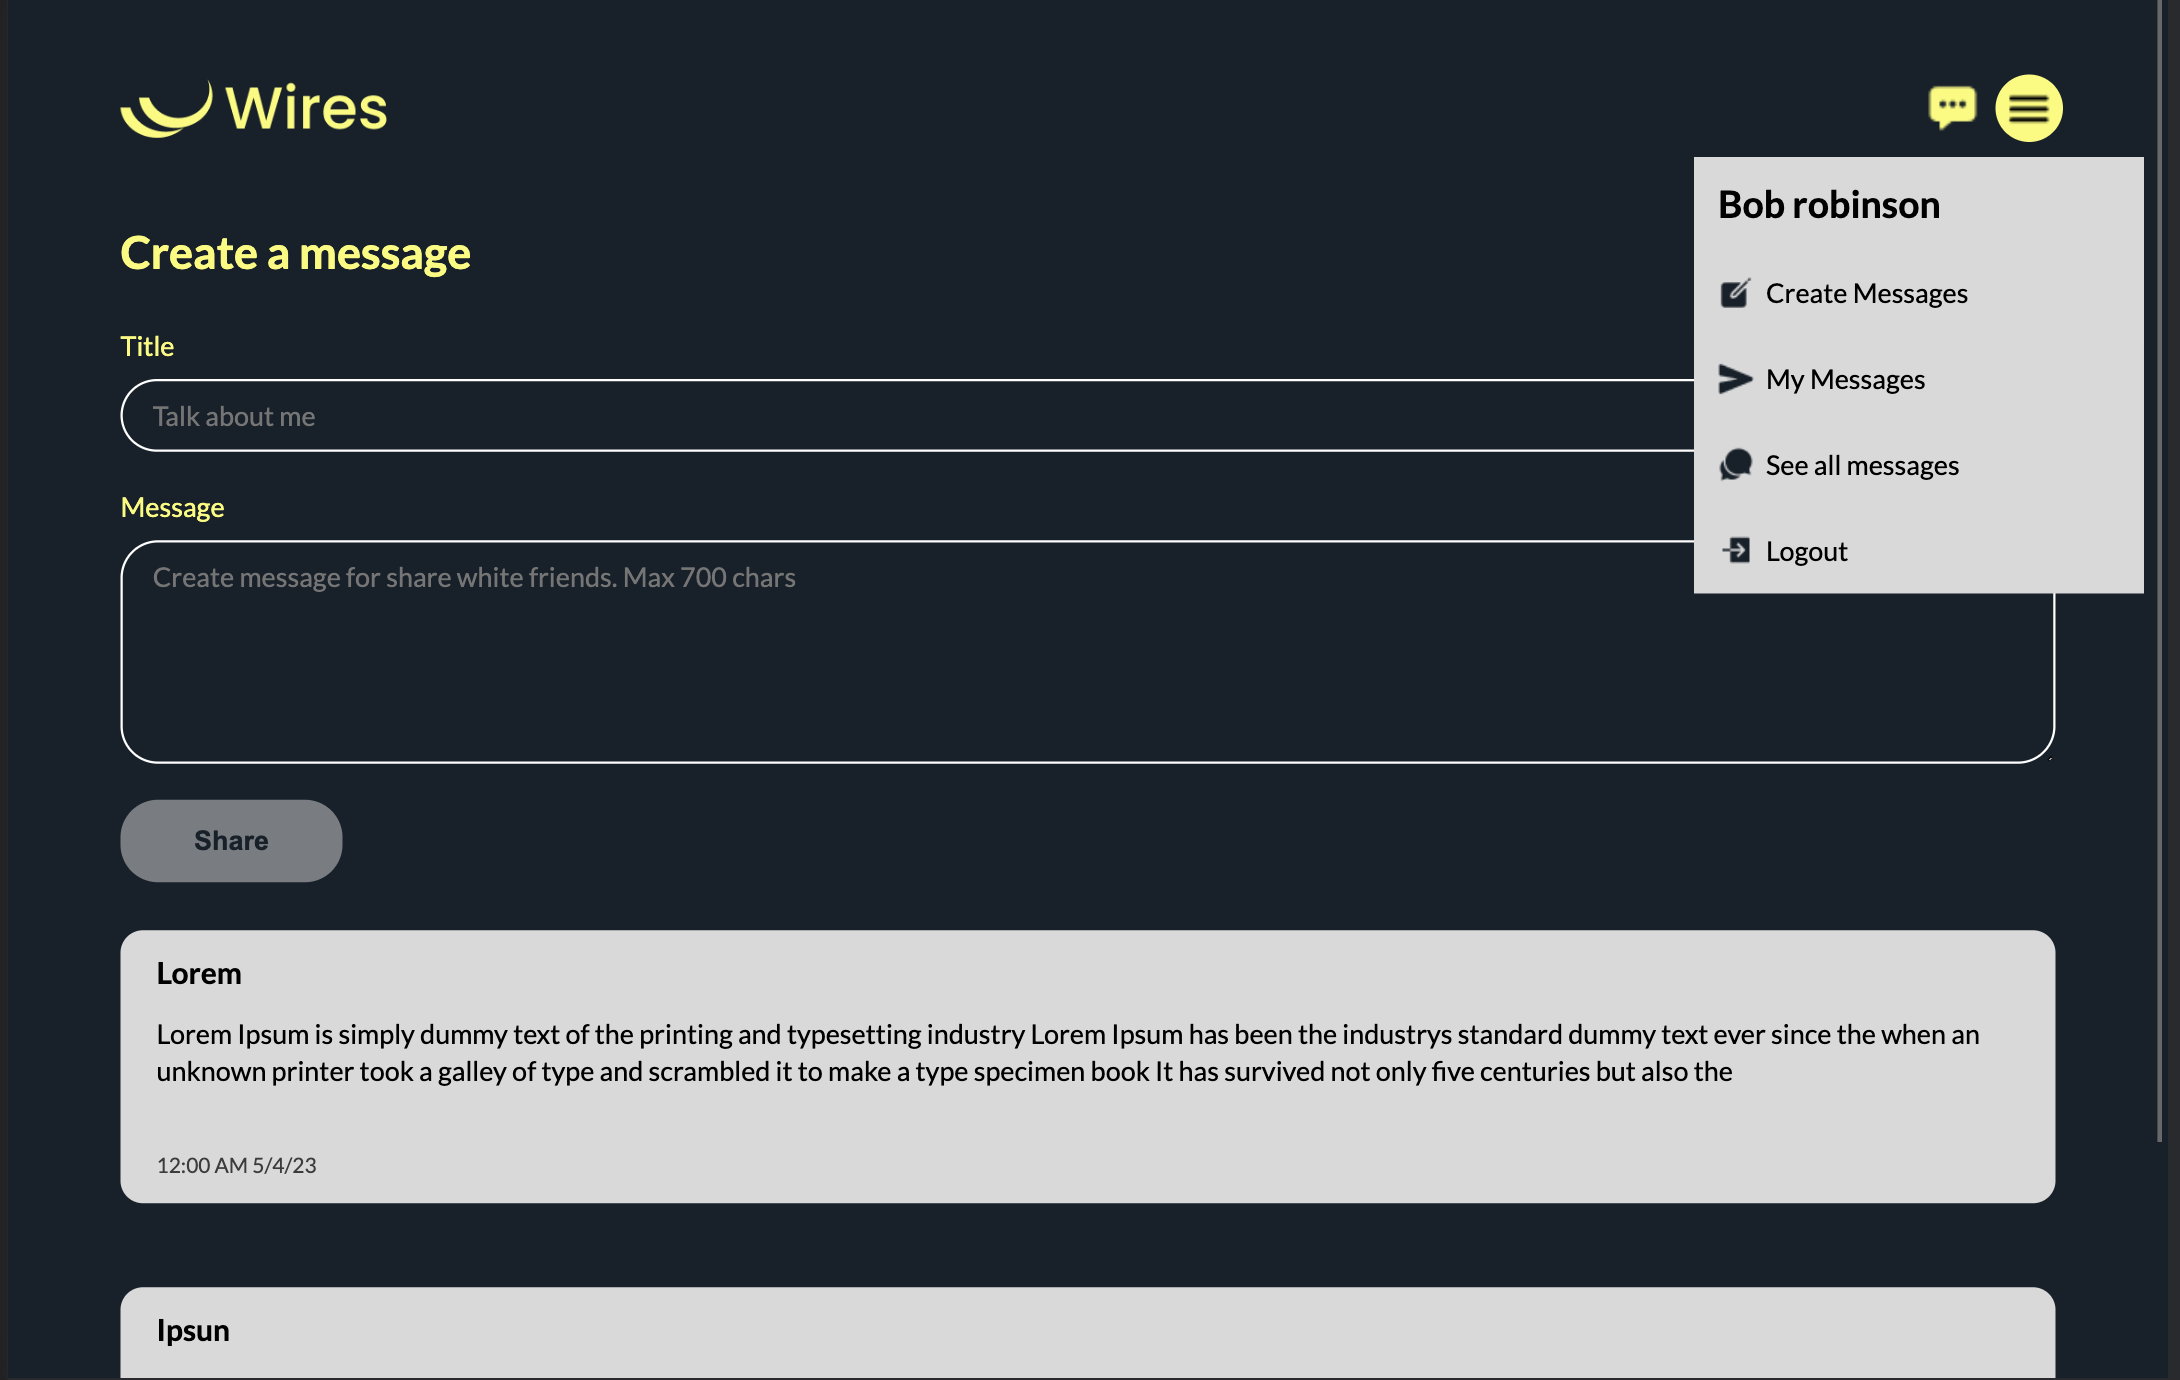 Wires
Bob robinson
Create Messages
My Messages
See all messages
Logout
Create a message
Title
Talk about me
Message
Create message for share white friends. Max 700 chars
Share
Lorem
Lorem Ipsum is simply dummy text of the printing and typesetting industry Lorem Ipsum has been the industrys standard dummy text ever since the when an
unknown printer took a galley of type and scrambled it to make a type specimen book It has survived not only five centuries but also the
12:00 AM 5/4/23
Ipsun